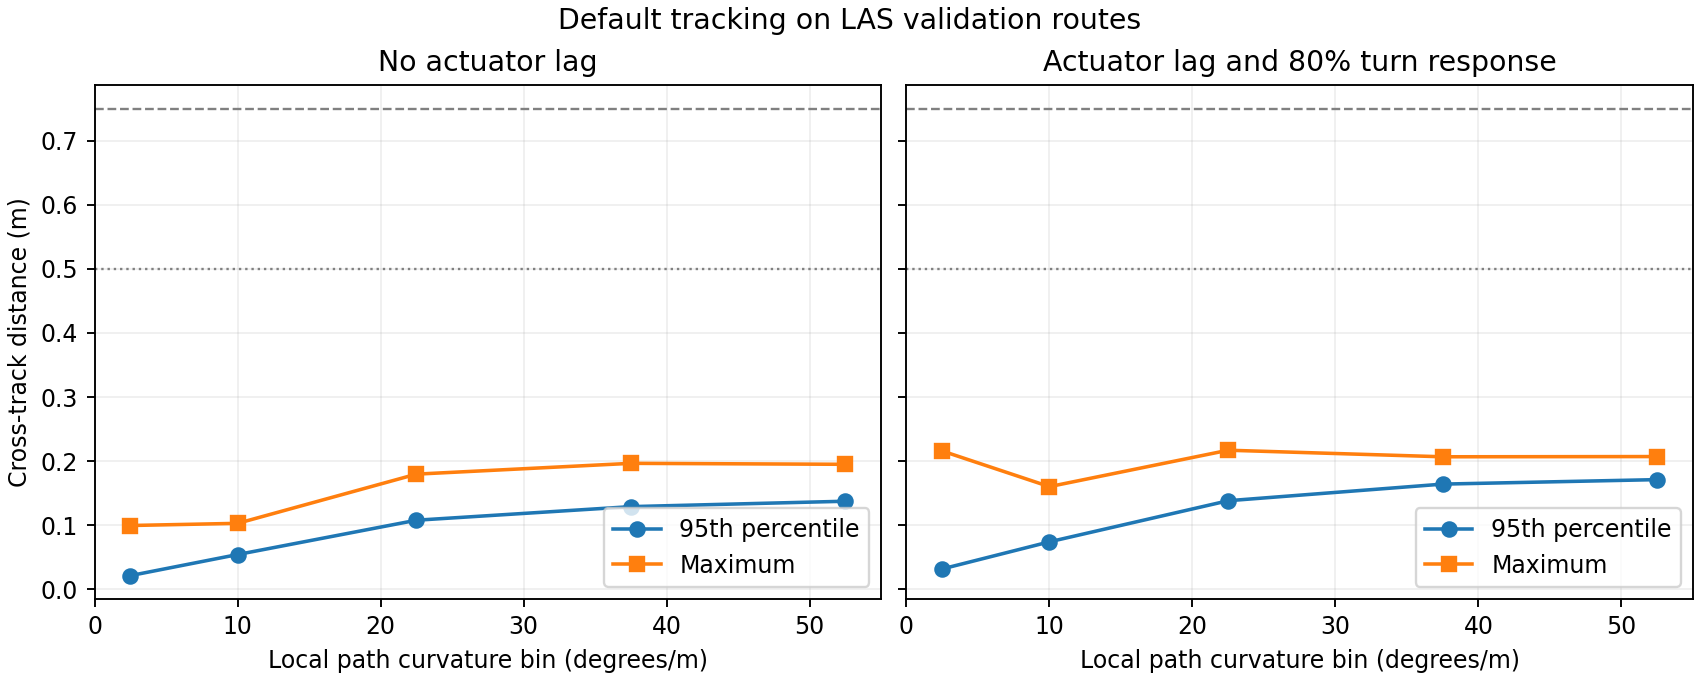 Default tracking on LAS validation routes
No actuator lag
Cross-track distance (m)
0.7
0.6
0.5
0.4
0.3
0.2
0.1
0.0
95th percentile
Maximum
0 10 20 30 40 50
Local path curvature bin (degrees/m)
Actuator lag and 80% turn response
95th percentile
Maximum
0 10 20 30 40 50
Local path curvature bin (degrees/m)